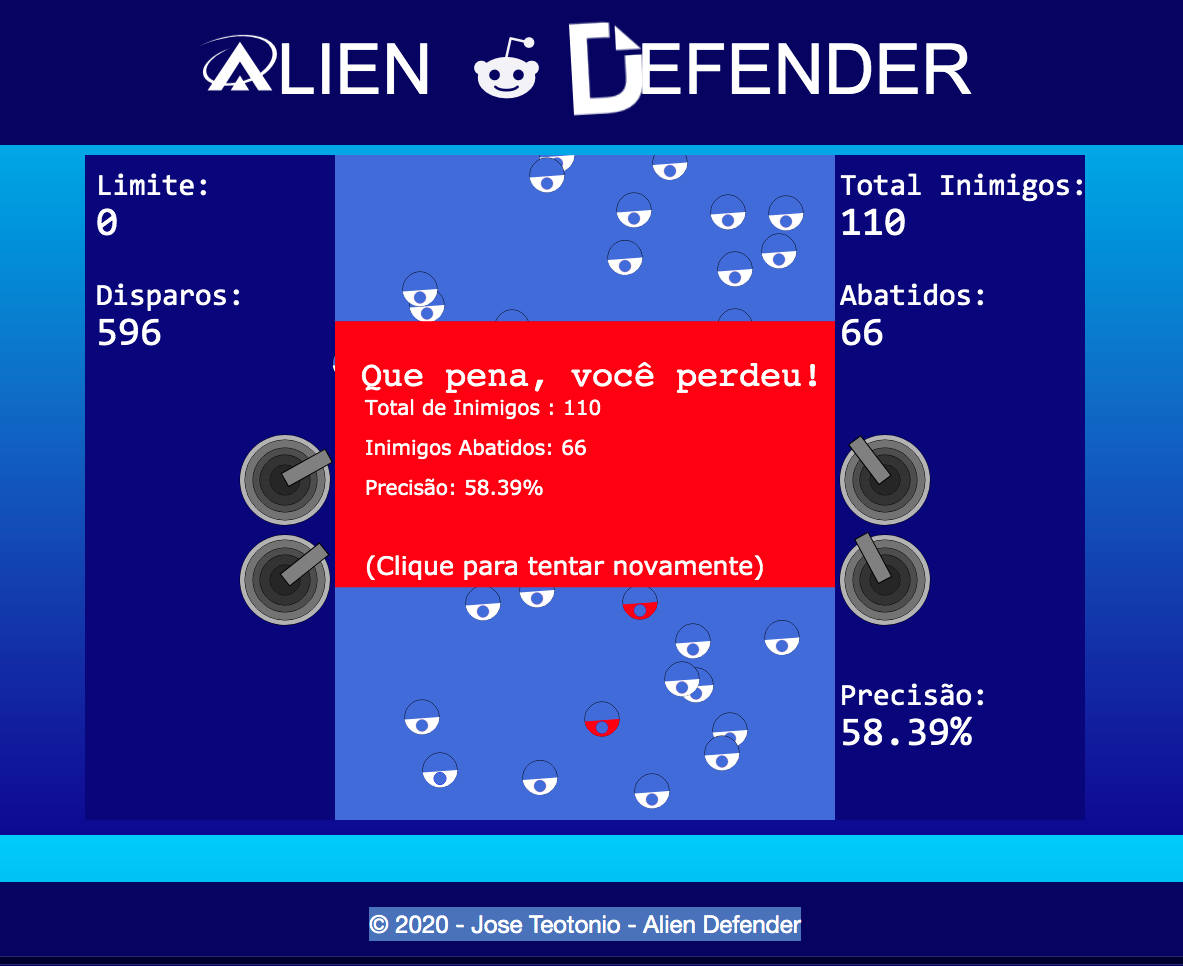 ALIEN DEFENDER
Limite:
0
Disparos:
596
Total Inimigos:
110
Abatidos:
66
Que pena, você perdeu!
Total de Inimigos : 110
Inimigos Abatidos: 66
Precisão: 58.39%
(Clique para tentar novamente)
Precisão:
58.39%
© 2020 - Jose Teotonio - Alien Defender